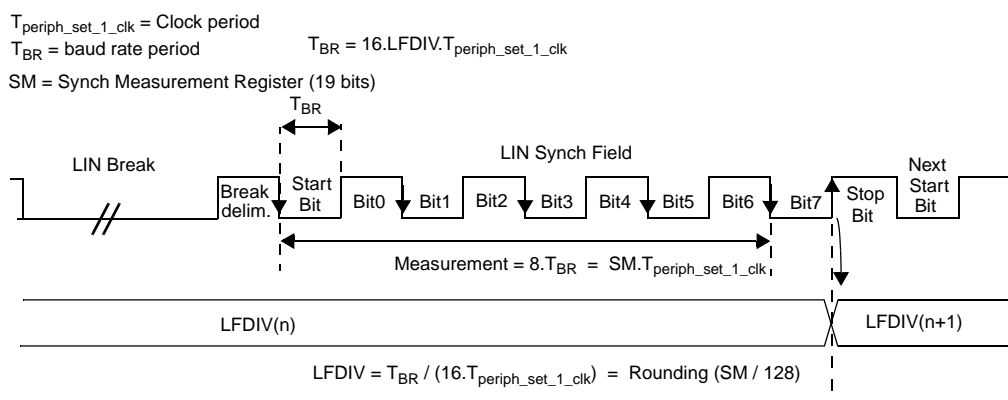 T_periph_set_1_clk = Clock period
T_BR = baud rate period
T_BR = 16.LFDIV.T_periph_set_1_clk
SM = Synch Measurement Register (19 bits)
T_BR
LIN Break
LIN Synch Field
Next
Start
Bit
Break
delim.
Start
Bit
Bit0
Bit1
Bit2
Bit3
Bit4
Bit5
Bit6
Bit7
Stop
Bit
Measurement = 8.T_BR = SM.T_periph_set_1_clk
LFDIV(n)
LFDIV(n+1)
LFDIV = T_BR / (16.T_periph_set_1_clk) = Rounding (SM / 128)